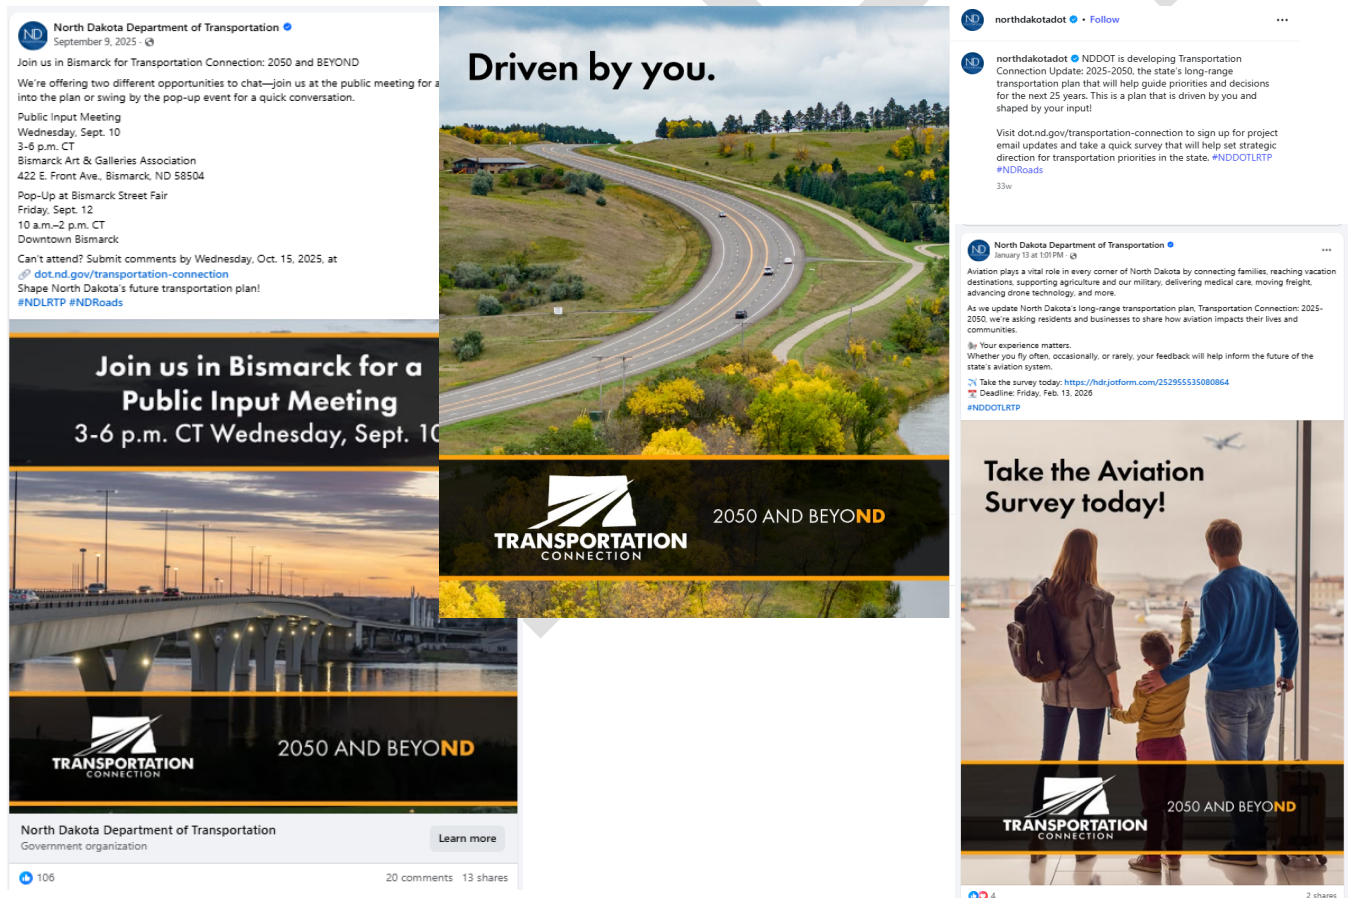 North Dakota Department of Transportation
September 9, 2025 ·
Join us in Bismarck for Transportation Connection: 2050 and BEYOND
We're offering two different opportunities to chat—join us at the public meeting for a
into the plan or swing by the pop-up event for a quick conversation.
Public Input Meeting
Wednesday, Sept. 10
3-6 p.m. CT
Bismarck Art & Galleries Association
422 E. Front Ave., Bismarck, ND 58504
Pop-Up at Bismarck Street Fair
Friday, Sept. 12
10 a.m.–2 p.m. CT
Downtown Bismarck
Can't attend? Submit comments by Wednesday, Oct. 15, 2025, at
🔗 dot.nd.gov/transportation-connection
Shape North Dakota's future transportation plan!
#NDLRTP #NDRoads
Join us in Bismarck for a
Public Input Meeting
3-6 p.m. CT Wednesday, Sept. 10
TRANSPORTATION
CONNECTION
2050 AND BEYOND
North Dakota Department of Transportation
Government organization
Learn more
106
20 comments 13 shares
Driven by you.
TRANSPORTATION
CONNECTION
2050 AND BEYOND
northdakotadot • Follow
northdakotadot NDDOT is developing Transportation
Connection Update: 2025-2050, the state's long-range
transportation plan that will help guide priorities and decisions
for the next 25 years. This is a plan that is driven by you and
shaped by your input!
Visit dot.nd.gov/transportation-connection to sign up for project
email updates and take a quick survey that will help set strategic
direction for transportation priorities in the state. #NDDOTLRTP
#NDRoads
33w
North Dakota Department of Transportation
January 13 at 1:01 PM ·
Aviation plays a vital role in every corner of North Dakota by connecting families, reaching vacation
destinations, supporting agriculture and our military, delivering medical care, moving freight,
advancing drone technology, and more.
As we update North Dakota's long-range transportation plan, Transportation Connection: 2025-
2050, we're asking residents and businesses to share how aviation impacts their lives and
communities.
Your experience matters.
Whether you fly often, occasionally, or rarely, your feedback will help inform the future of the
state's aviation system.
✈️ Take the survey today: https://hdr.jotform.com/252955535080864
📅 Deadline: Friday, Feb. 13, 2026
#NDDOTLRTP
Take the Aviation
Survey today!
TRANSPORTATION
CONNECTION
2050 AND BEYOND
4
2 shares